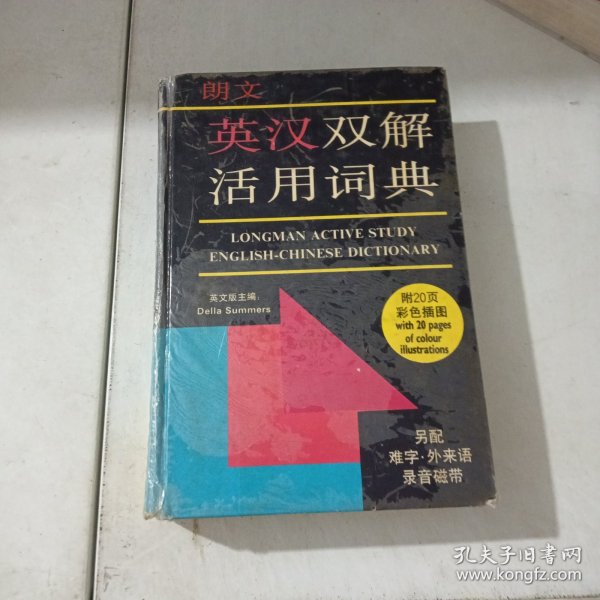 朗文
英汉双解
活用词典
LONGMAN ACTIVE STUDY
ENGLISH-CHINESE DICTIONARY
英文版主编:
Della Summers
附20页
彩色插图
with 20 pages
of colour
illustrations
另配
难字·外来语
录音磁带
孔夫子旧书网
www.kongfz.com